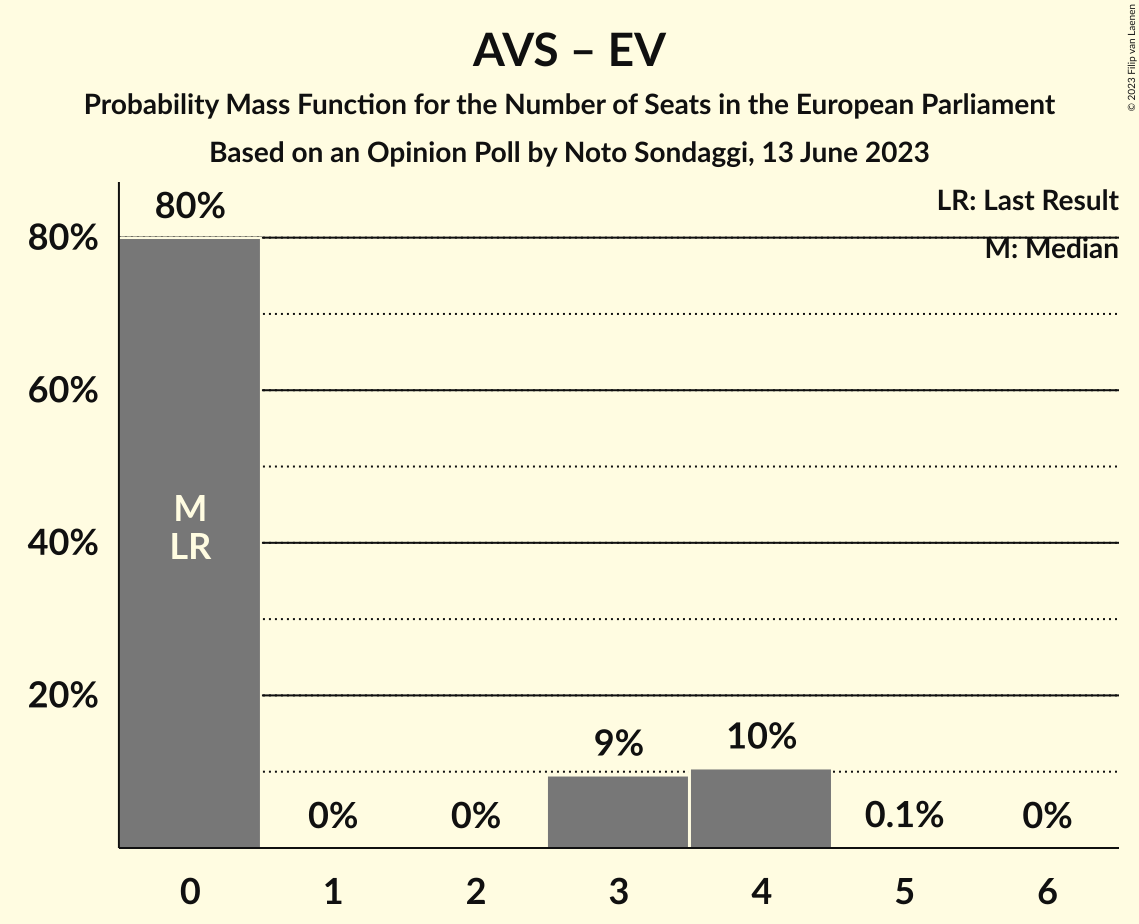 AVS – EV
Probability Mass Function for the Number of Seats in the European Parliament
Based on an Opinion Poll by Noto Sondaggi, 13 June 2023
© 2023 Filip van Laenen
LR: Last Result
M: Median
80%
60%
40%
20%
80%
M
LR
0%
0%
9%
10%
0.1%
0%
0 1 2 3 4 5 6